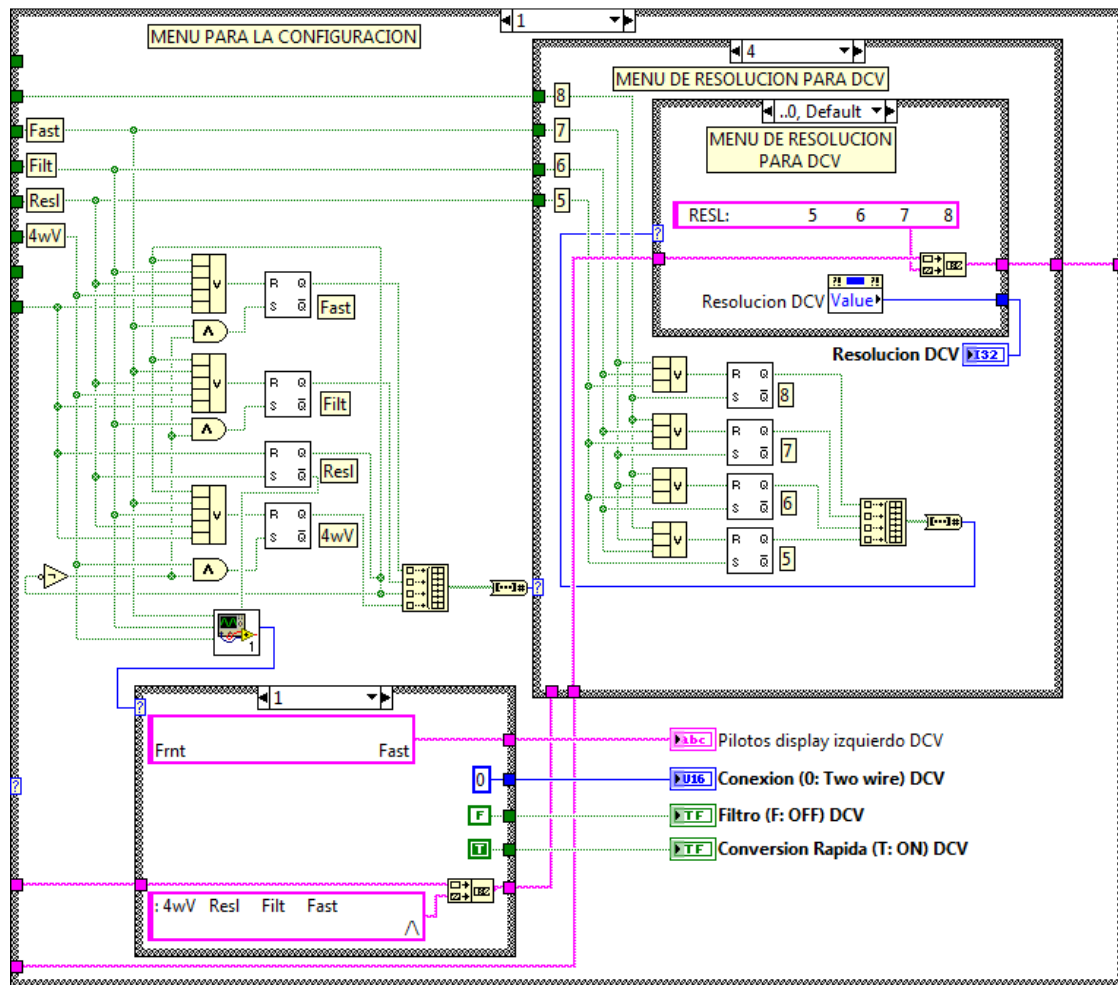 1
MENU PARA LA CONFIGURACION
4
MENU DE RESOLUCION PARA DCV
8
..0, Default
Fast
7
MENU DE RESOLUCION
PARA DCV
Filt
6
Resl
5
RESL: 5 6 7 8
4wV
?
Resolucion DCV
?! ?!
Value
Resolucion DCV
I32
V
R Q
S Q̅
Fast
Λ
V
R Q
S Q̅
Filt
Λ
R Q
S Q̅
Resl
V
R Q
S Q̅
4wV
Λ
¬
[...]#
?
1
V
R Q
S Q̅
8
V
R Q
S Q̅
7
V
R Q
S Q̅
6
V
R Q
S Q̅
5
[...]#
1
?
Frnt Fast
abc
Pilotos display izquierdo DCV
?
0
U16
Conexion (0: Two wire) DCV
F
TF
Filtro (F: OFF) DCV
T
TF
Conversion Rapida (T: ON) DCV
: 4wV Resl Filt Fast
/\